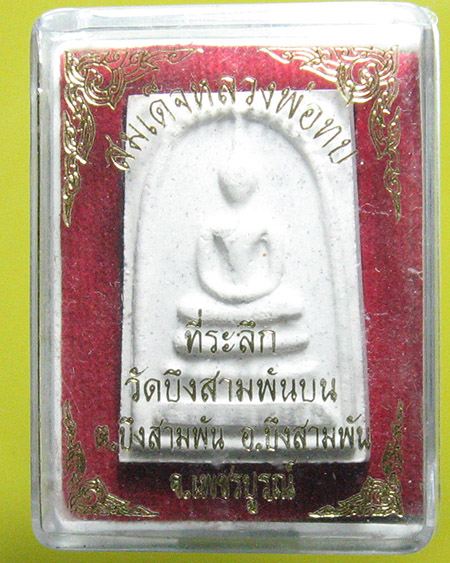 สมเด็จหลวงพ่อทบ
ที่ระลึก
วัดบึงสามพันบน
ต.บึงสามพัน อ.บึงสามพัน
จ.เพชรบูรณ์